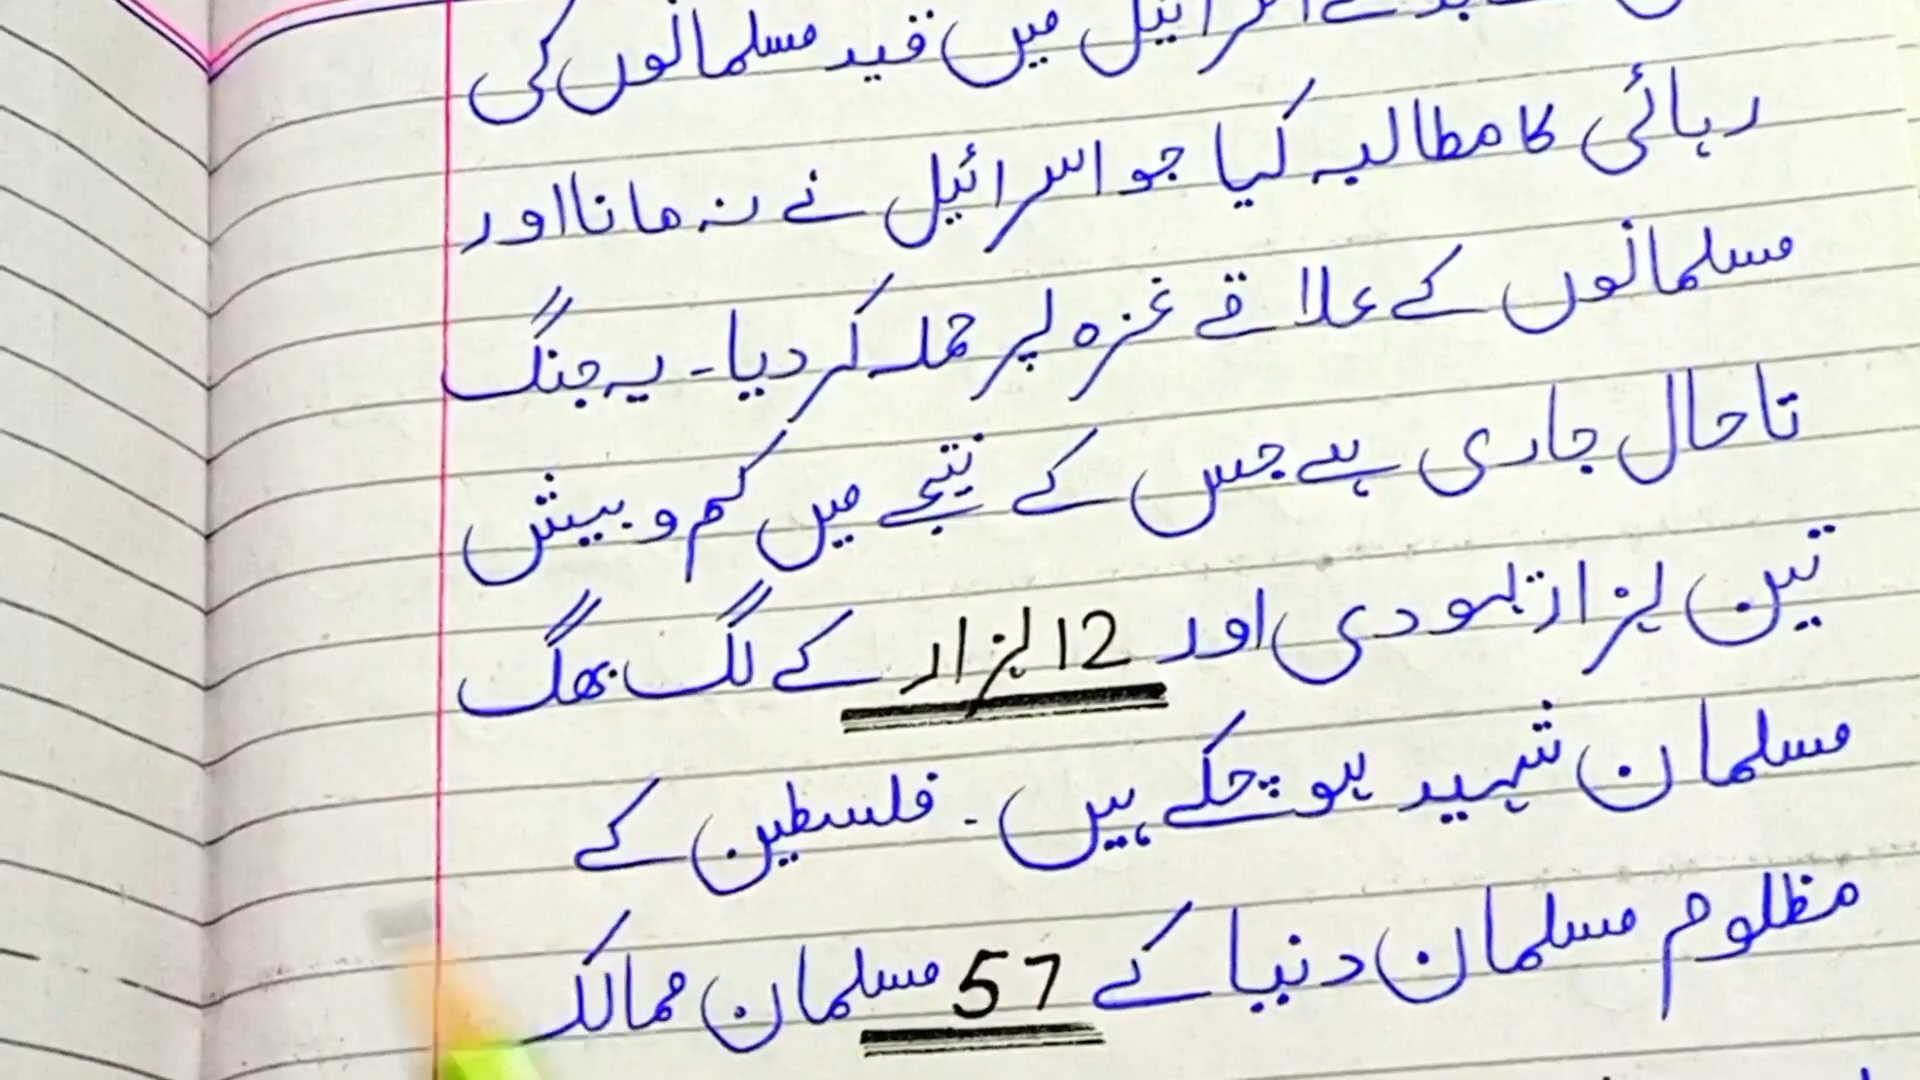 اسرائیل میں قید مسلمانوں کی
رہائی کا مطالبہ کیا جو اسرائیل نے نہ مانا اور
مسلمانوں کے علاقے غزہ پر حملہ کر دیا۔ یہ جنگ
تاحال جاری ہے جس کے نتیجے میں کم و بیش
تین ہزار یہودی اور 12 ہزار کے لگ بھگ
مسلمان شہید ہو چکے ہیں۔ فلسطین کے
مظلوم مسلمان دنیا کے 57 مسلمان ممالک